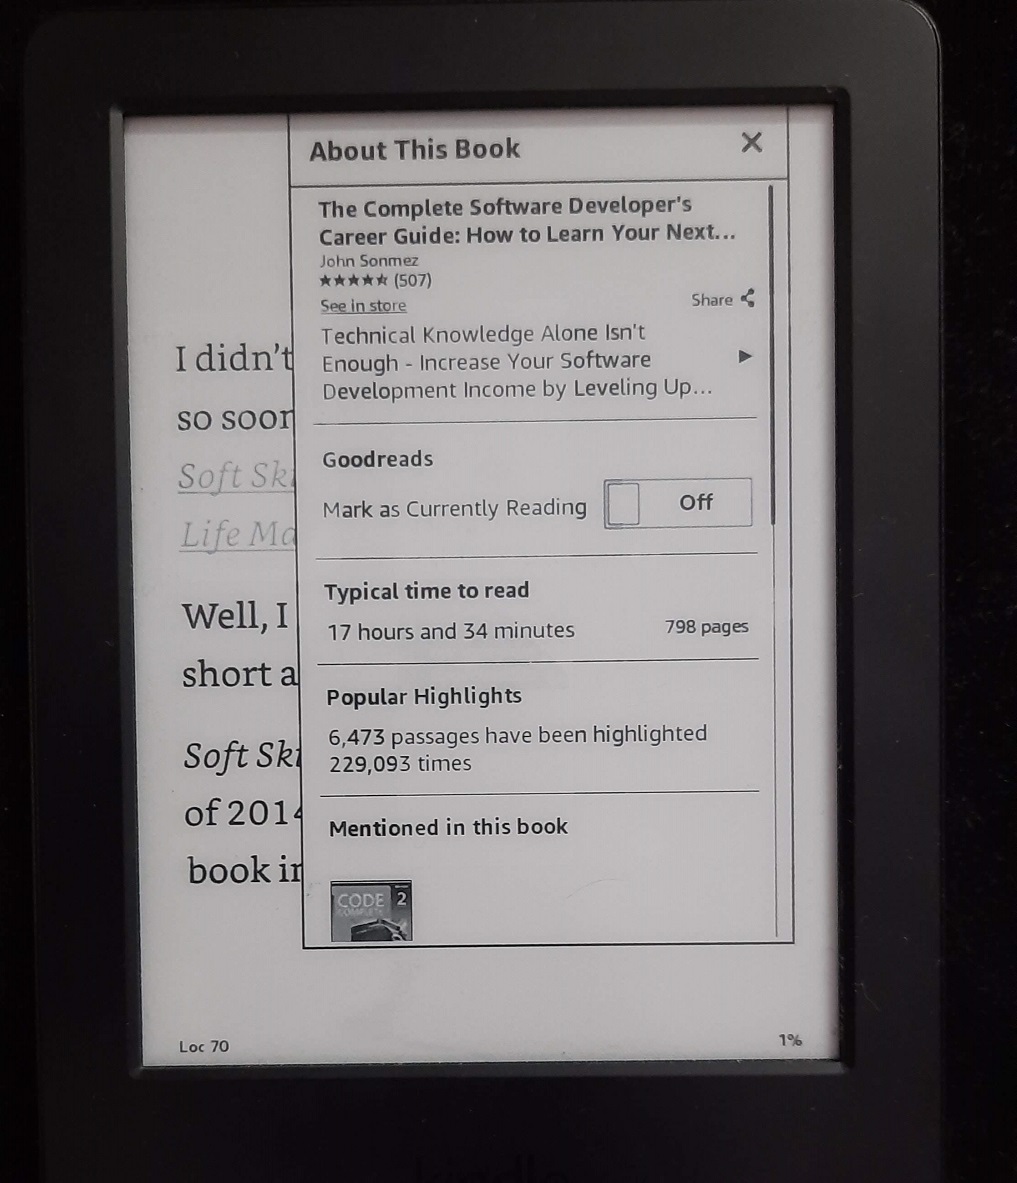 About This Book
The Complete Software Developer's
Career Guide: How to Learn Your Next...
John Sonmez
(507)
See in store
Share
Technical Knowledge Alone Isn't
Enough - Increase Your Software
Development Income by Leveling Up...
Goodreads
Mark as Currently Reading
Off
Typical time to read
17 hours and 34 minutes
798 pages
Popular Highlights
6,473 passages have been highlighted
229,093 times
Mentioned in this book
CODE 2
COMPLETE
I didn't
so soon
Soft Ski
Life Ma
Well, I
short a
Soft Ski
of 2014
book in
Loc 70
1%